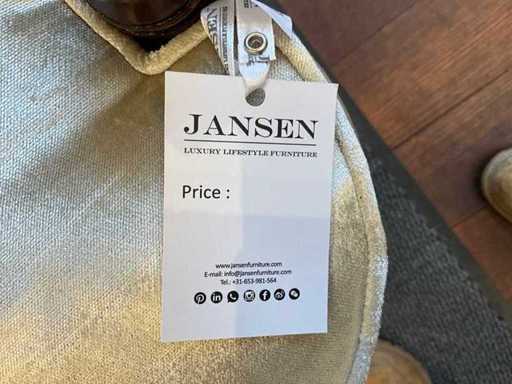 JANSEN
LUXURY LIFESTYLE FURNITURE
Price :
www.jansenfurniture.com
E-mail: info@jansenfurniture.com
Tel.: +31-653-981-564